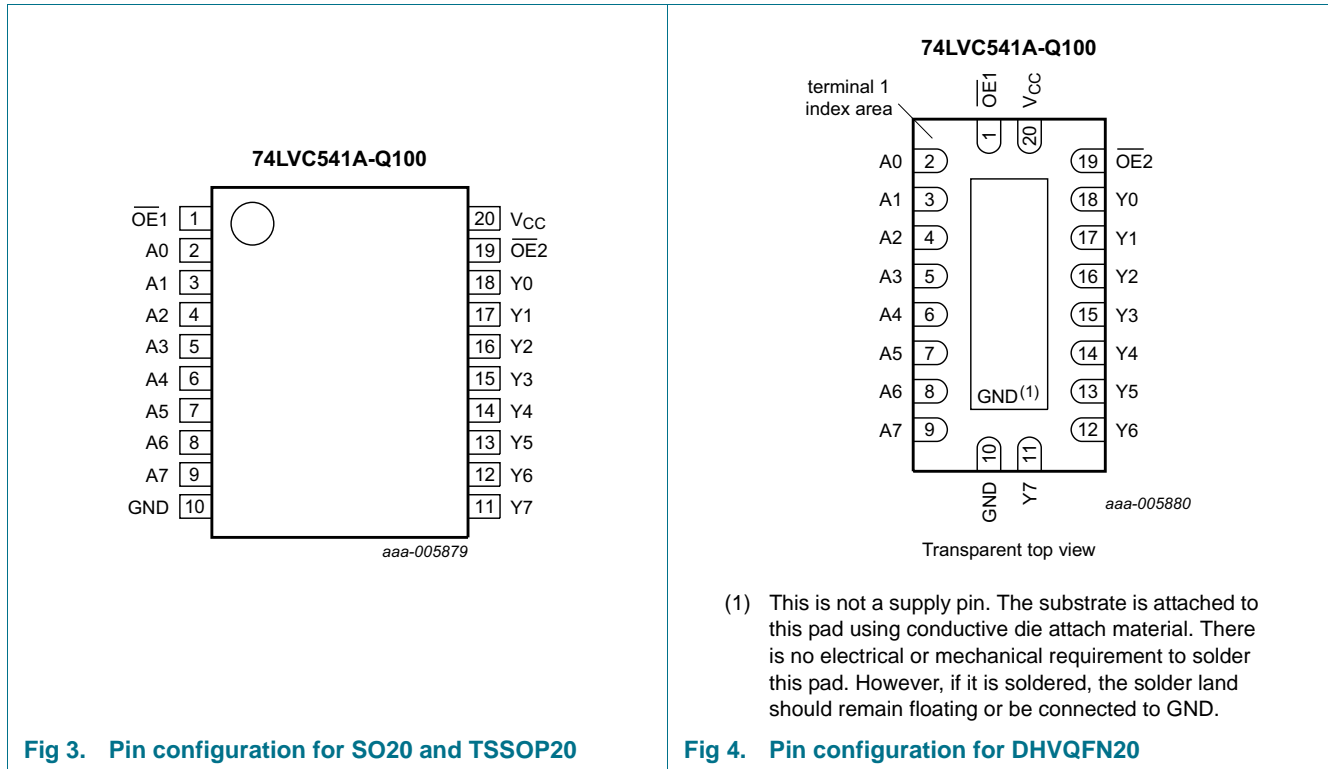 74LVC541A-Q100
OE1 1
A0 2
A1 3
A2 4
A3 5
A4 6
A5 7
A6 8
A7 9
GND 10
20 VCC
19 OE2
18 Y0
17 Y1
16 Y2
15 Y3
14 Y4
13 Y5
12 Y6
11 Y7
aaa-005879
Fig 3. Pin configuration for SO20 and TSSOP20
74LVC541A-Q100
terminal 1
index area
OE1
VCC
1
20
A0 2
A1 3
A2 4
A3 5
A4 6
A5 7
A6 8
A7 9
19 OE2
18 Y0
17 Y1
16 Y2
15 Y3
14 Y4
13 Y5
12 Y6
GND(1)
10
11
GND
Y7
aaa-005880
Transparent top view
(1) This is not a supply pin. The substrate is attached to
this pad using conductive die attach material. There
is no electrical or mechanical requirement to solder
this pad. However, if it is soldered, the solder land
should remain floating or be connected to GND.
Fig 4. Pin configuration for DHVQFN20